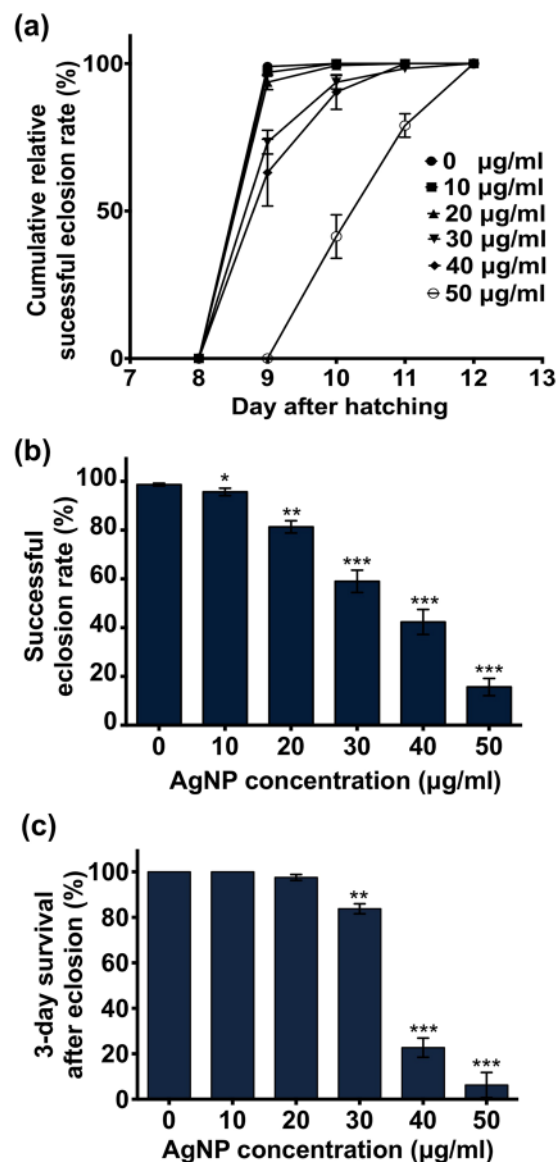 (a)
Cumulative relative
sucessful eclosion rate (%)
100
50
0
7 8 9 10 11 12 13
Day after hatching
0 µg/ml
10 µg/ml
20 µg/ml
30 µg/ml
40 µg/ml
50 µg/ml
(b)
Successful
eclosion rate (%)
100
80
60
40
20
0
* ** *** *** ***
0 10 20 30 40 50
AgNP concentration (µg/ml)
(c)
3-day survival
after eclosion (%)
100
80
60
40
20
0
** *** ***
0 10 20 30 40 50
AgNP concentration (µg/ml)